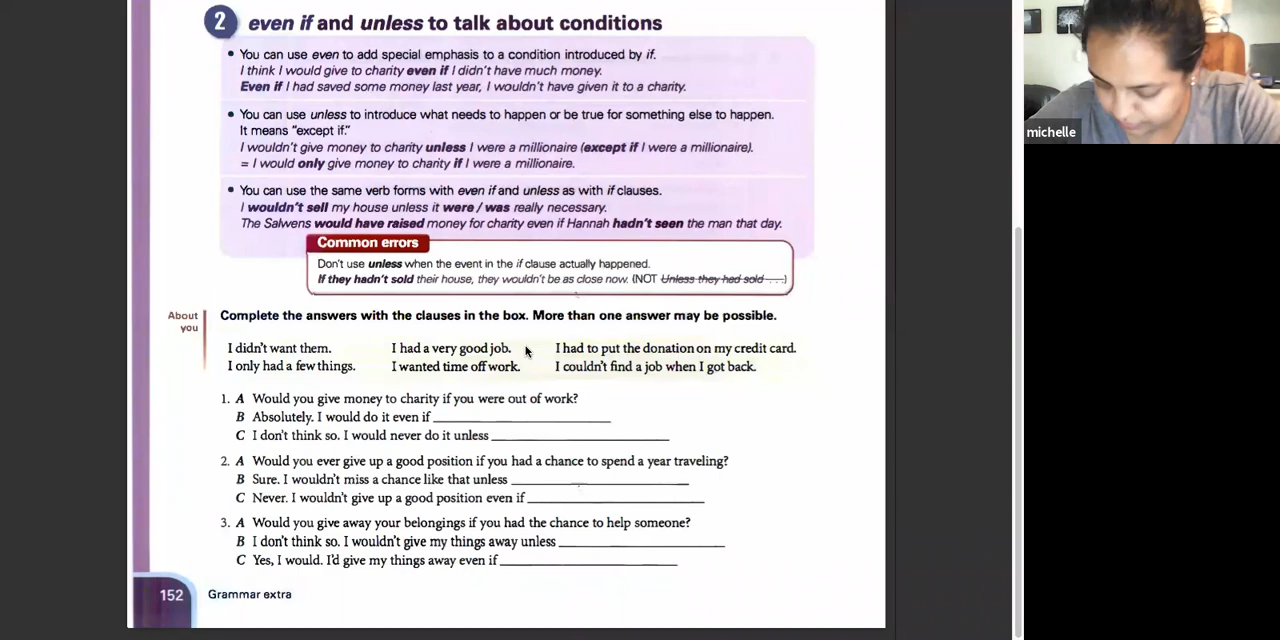 2 even if and unless to talk about conditions
• You can use even to add special emphasis to a condition introduced by if.
I think I would give to charity even if I didn't have much money.
Even if I had saved some money last year, I wouldn't have given it to a charity.
• You can use unless to introduce what needs to happen or be true for something else to happen.
It means "except if."
I wouldn't give money to charity unless I were a millionaire (except if I were a millionaire).
= I would only give money to charity if I were a millionaire.
• You can use the same verb forms with even if and unless as with if clauses.
I wouldn't sell my house unless it were / was really necessary.
The Salwens would have raised money for charity even if Hannah hadn't seen the man that day.
Common errors
Don't use unless when the event in the if clause actually happened.
If they hadn't sold their house, they wouldn't be as close now. (NOT Unless they had sold . . . .)
About you
Complete the answers with the clauses in the box. More than one answer may be possible.
I didn't want them. I had a very good job. I had to put the donation on my credit card.
I only had a few things. I wanted time off work. I couldn't find a job when I got back.
1. A Would you give money to charity if you were out of work?
B Absolutely. I would do it even if
C I don't think so. I would never do it unless
2. A Would you ever give up a good position if you had a chance to spend a year traveling?
B Sure. I wouldn't miss a chance like that unless
C Never. I wouldn't give up a good position even if
3. A Would you give away your belongings if you had the chance to help someone?
B I don't think so. I wouldn't give my things away unless
C Yes, I would. I'd give my things away even if
152 Grammar extra
michelle